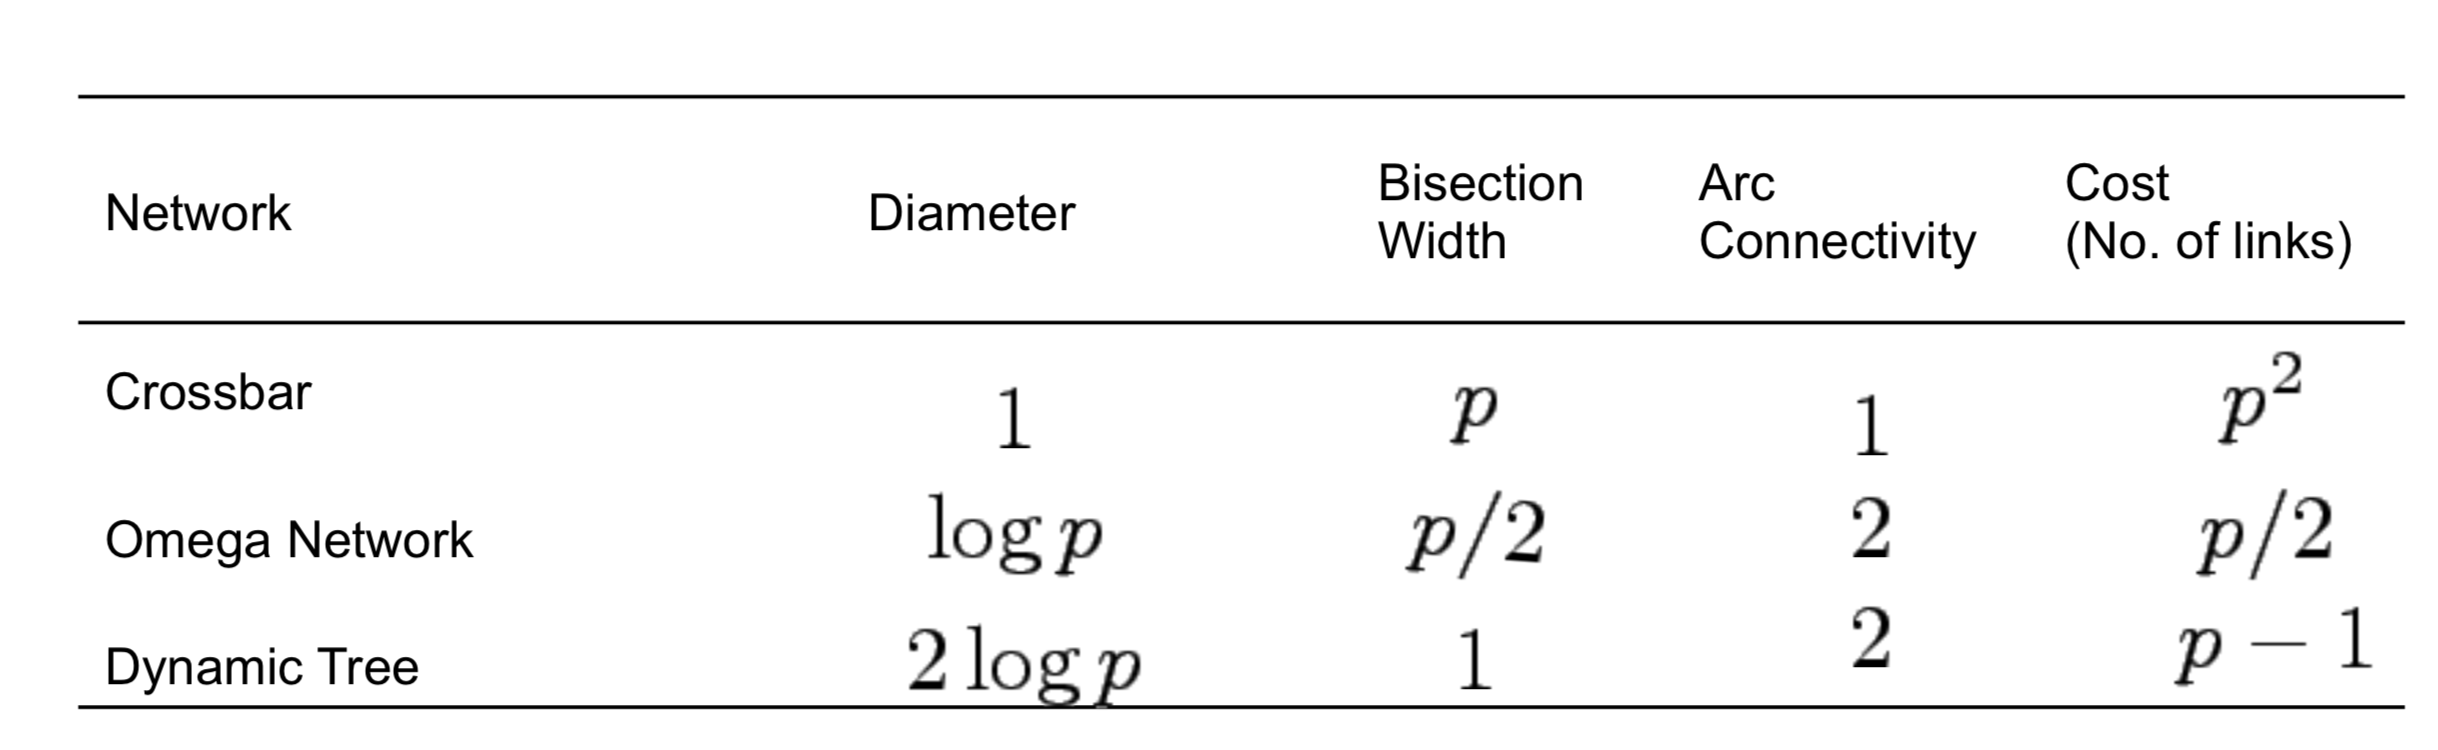 Network Diameter Bisection Width Arc Connectivity Cost (No. of links)
Crossbar 1 p 1 p²
Omega Network log p p/2 2 p/2
Dynamic Tree 2 log p 1 2 p − 1